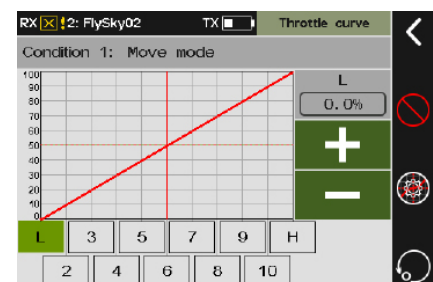 RX 2: FlySky02 TX Throttle curve
Condition 1: Move mode
100
90
80
70
60
50
40
30
20
10
0
L
0.0%
+
−
L 3 5 7 9 H
2 4 6 8 10